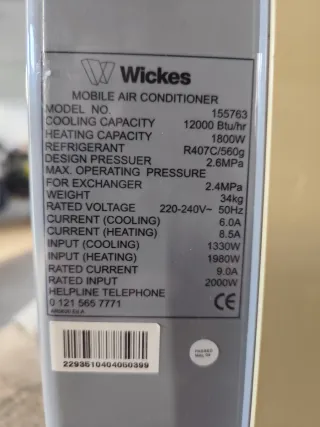 Wickes
MOBILE AIR CONDITIONER
MODEL NO. 155763
COOLING CAPACITY 12000 Btu/hr
HEATING CAPACITY 1800W
REFRIGERANT R407C/560g
DESIGN PRESSUER 2.6MPa
MAX. OPERATING PRESSURE
FOR EXCHANGER 2.4MPa
WEIGHT 34kg
RATED VOLTAGE 220-240V~ 50Hz
CURRENT (COOLING) 6.0A
CURRENT (HEATING) 8.5A
INPUT (COOLING) 1330W
INPUT (HEATING) 1980W
RATED CURRENT 9.0A
RATED INPUT 2000W
HELPLINE TELEPHONE
0 121 565 7771
CE